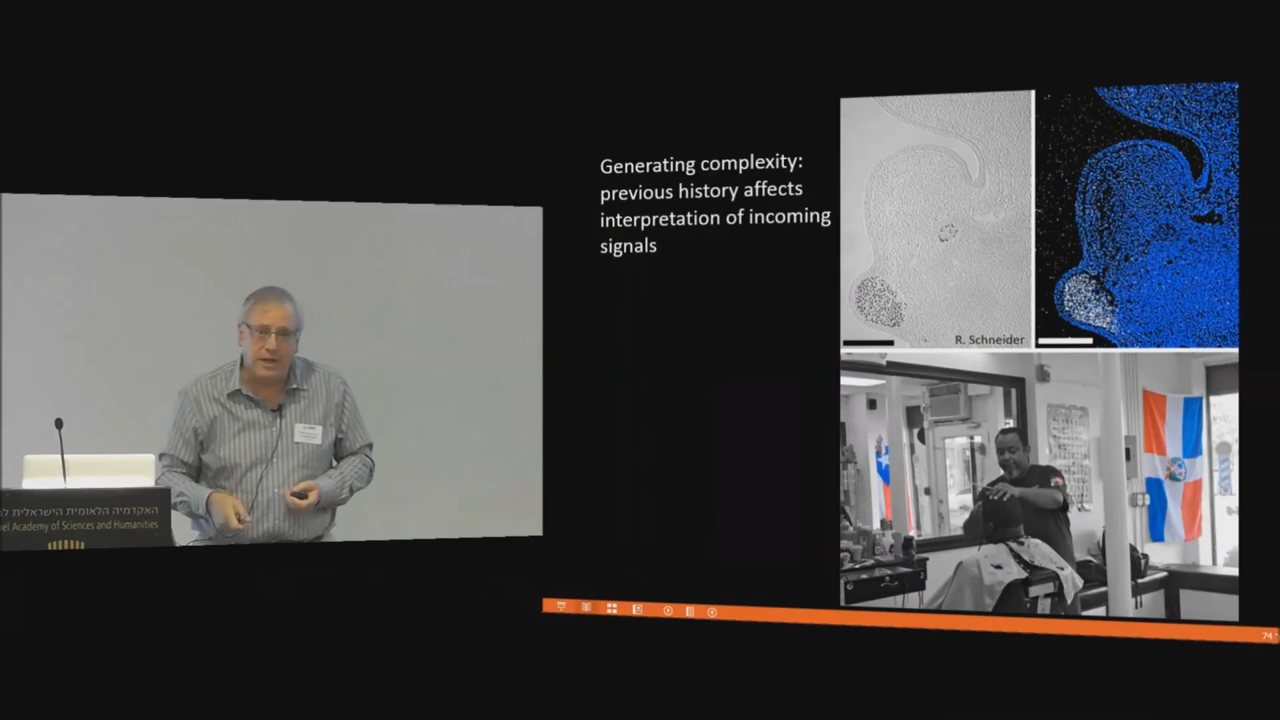 Generating complexity:
previous history affects
interpretation of incoming
signals
R. Schneider
האקדמיה הלאומית הישראלית
Academy of Sciences and Humanities
74